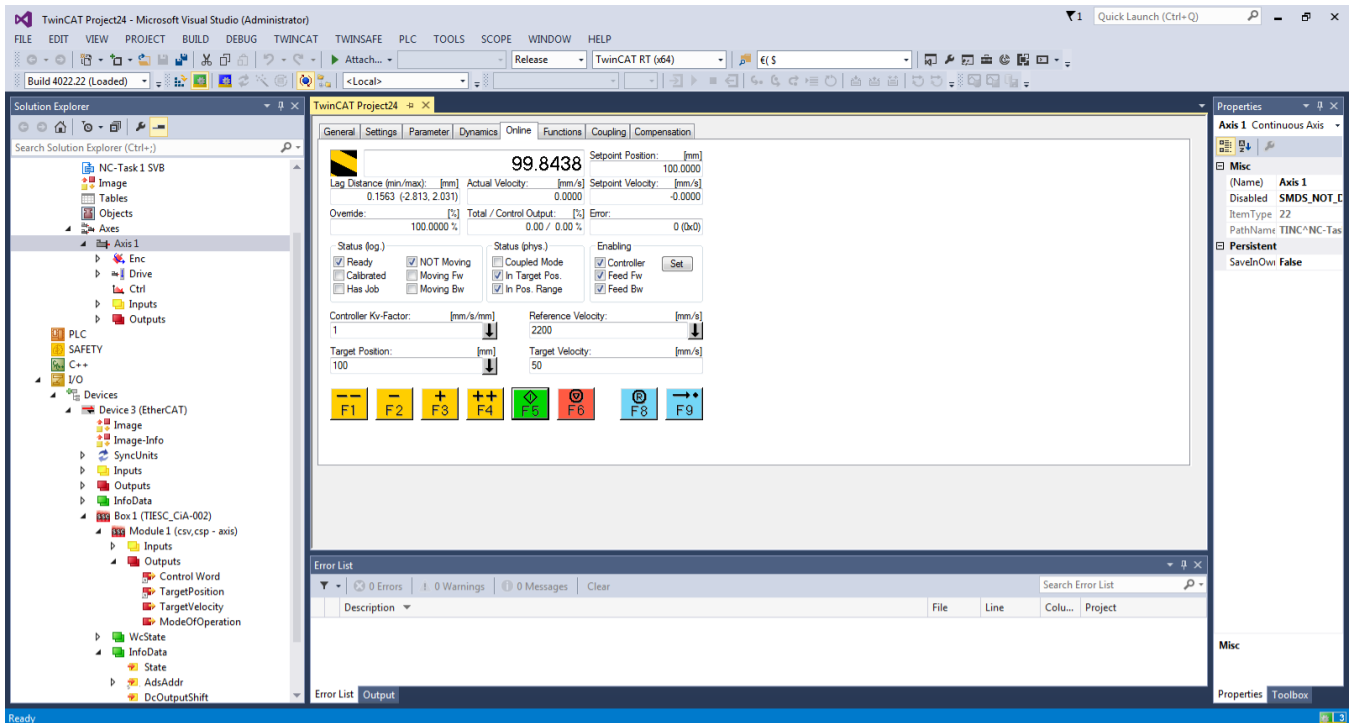 TwinCAT Project24 - Microsoft Visual Studio (Administrator)
1
Quick Launch (Ctrl+Q)
FILE EDIT VIEW PROJECT BUILD DEBUG TWINCAT TWINSAFE PLC TOOLS SCOPE WINDOW HELP
Attach... Release TwinCAT RT (x64) €( $
Build 4022.22 (Loaded) <Local>
Solution Explorer
Search Solution Explorer (Ctrl+;)
NC-Task 1 SVB
Image
Tables
Objects
Axes
Axis 1
Enc
Drive
Ctrl
Inputs
Outputs
PLC
SAFETY
C++
I/O
Devices
Device 3 (EtherCAT)
Image
Image-Info
SyncUnits
Inputs
Outputs
InfoData
Box 1 (TIESC_CiA-002)
Module 1 (csv,csp - axis)
Inputs
Outputs
Control Word
TargetPosition
TargetVelocity
ModeOfOperation
WcState
InfoData
State
AdsAddr
DcOutputShift
TwinCAT Project24
General Settings Parameter Dynamics Online Functions Coupling Compensation
99.8438
Setpoint Position: [mm]
100.0000
Lag Distance (min/max): [mm] Actual Velocity: [mm/s] Setpoint Velocity: [mm/s]
0.1563 (-2.813, 2.031) 0.0000 -0.0000
Override: [%] Total / Control Output: [%] Error:
100.0000 % 0.00 / 0.00 % 0 (0x0)
Status (log.) Status (phys.) Enabling
Ready NOT Moving Coupled Mode Controller Set
Calibrated Moving Fw In Target Pos. Feed Fw
Has Job Moving Bw In Pos. Range Feed Bw
Controller Kv-Factor: [mm/s/mm] Reference Velocity: [mm/s]
1 2200
Target Position: [mm] Target Velocity: [mm/s]
100 50
-- - + ++ R
F1 F2 F3 F4 F5 F6 F8 F9
Error List
0 Errors 0 Warnings 0 Messages Clear
Search Error List
Description File Line Colu... Project
Error List Output
Properties
Axis 1 Continuous Axis
Misc
(Name) Axis 1
Disabled SMDS_NOT_D
ItemType 22
PathName TINC^NC-Tas
Persistent
SaveInOwn False
Misc
Properties Toolbox
Ready
3